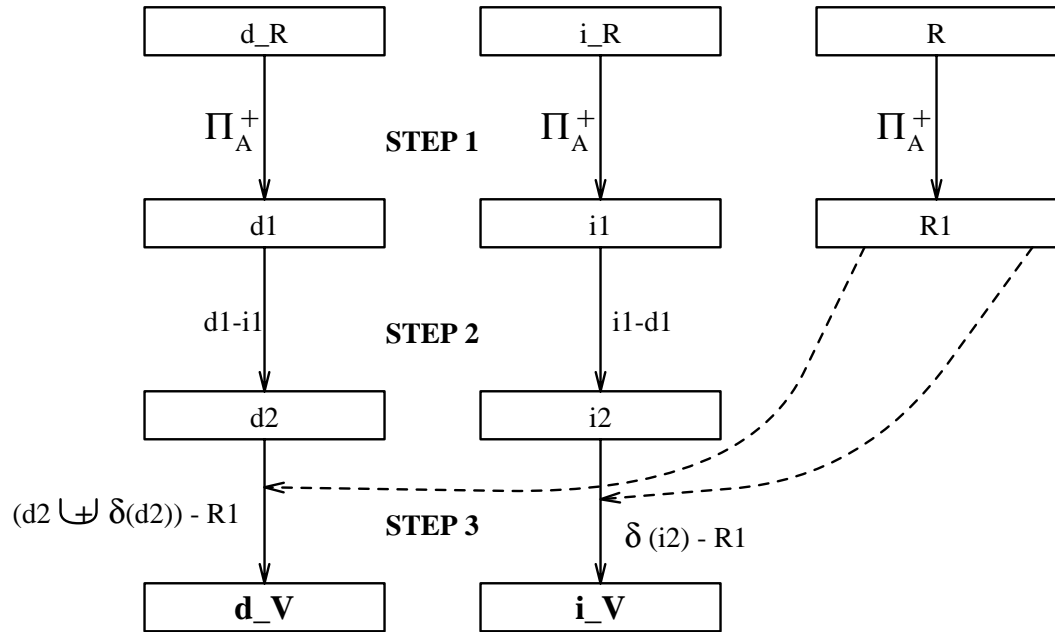 d_R i_R R
Π_A^+ STEP 1 Π_A^+ Π_A^+
d1 i1 R1
d1-i1 STEP 2 i1-d1
d2 i2
(d2 ⊎ δ(d2)) - R1 STEP 3 δ (i2) - R1
d_V i_V